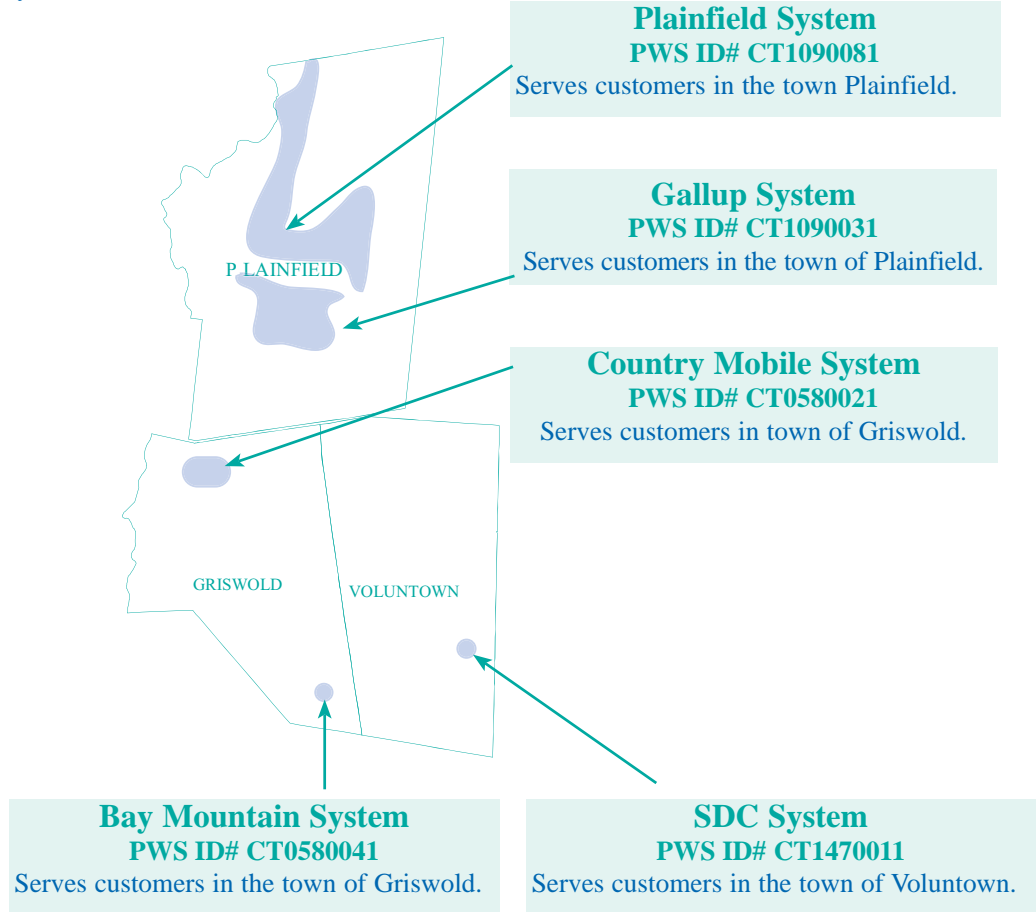 Plainfield System
PWS ID# CT1090081
Serves customers in the town Plainfield.
Gallup System
PWS ID# CT1090031
Serves customers in the town of Plainfield.
P LAINFIELD
Country Mobile System
PWS ID# CT0580021
Serves customers in town of Griswold.
GRISWOLD
VOLUNTOWN
Bay Mountain System
PWS ID# CT0580041
Serves customers in the town of Griswold.
SDC System
PWS ID# CT1470011
Serves customers in the town of Voluntown.